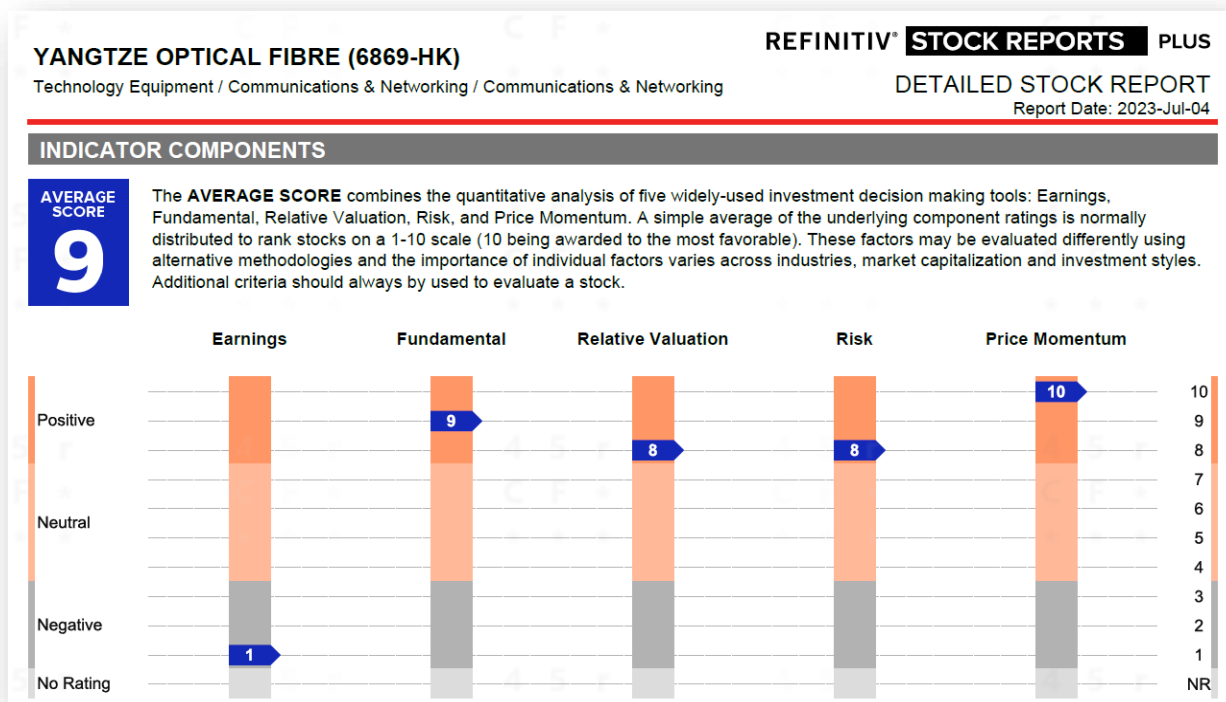 YANGTZE OPTICAL FIBRE (6869-HK)
Technology Equipment / Communications & Networking / Communications & Networking
REFINITIV® STOCK REPORTS PLUS
DETAILED STOCK REPORT
Report Date: 2023-Jul-04
INDICATOR COMPONENTS
AVERAGE
SCORE
9
The AVERAGE SCORE combines the quantitative analysis of five widely-used investment decision making tools: Earnings,
Fundamental, Relative Valuation, Risk, and Price Momentum. A simple average of the underlying component ratings is normally
distributed to rank stocks on a 1-10 scale (10 being awarded to the most favorable). These factors may be evaluated differently using
alternative methodologies and the importance of individual factors varies across industries, market capitalization and investment styles.
Additional criteria should always by used to evaluate a stock.
Earnings Fundamental Relative Valuation Risk Price Momentum
10 10
Positive 9 9
8 8 8
7
Neutral 6
5
4
3
Negative 2
1 1
No Rating NR